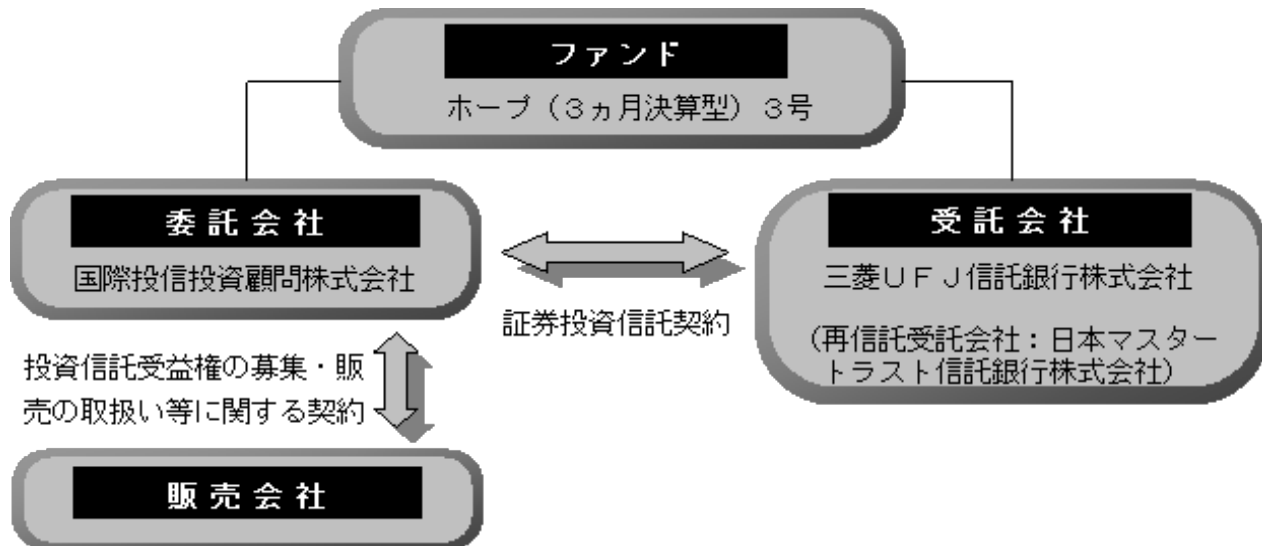 ファンド
ホープ（３ヵ月決算型）３号
委託会社
国際投信投資顧問株式会社
受託会社
三菱ＵＦＪ信託銀行株式会社
（再信託受託会社：日本マスター
トラスト信託銀行株式会社）
証券投資信託契約
投資信託受益権の募集・販
売の取扱い等に関する契約
販売会社